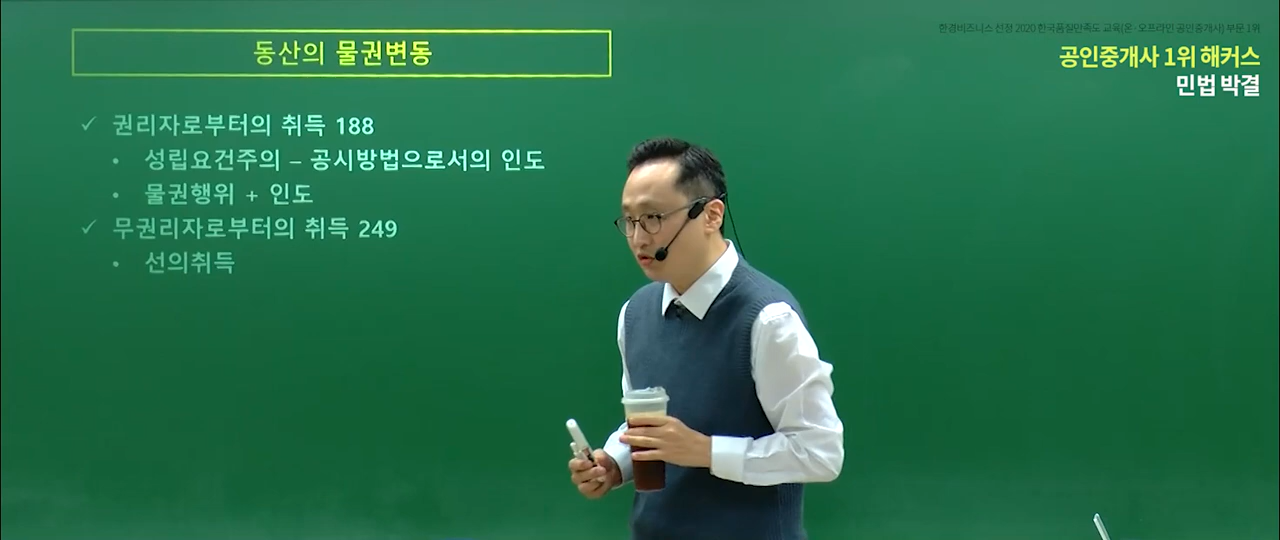 동산의 물권변동
✓ 권리자로부터의 취득 188
• 성립요건주의 – 공시방법으로서의 인도
• 물권행위 + 인도
✓ 무권리자로부터의 취득 249
• 선의취득
한경비즈니스 선정 2020 한국품질만족도 교육(온·오프라인 공인중개사) 부문 1위
공인중개사 1위 해커스
민법 박결